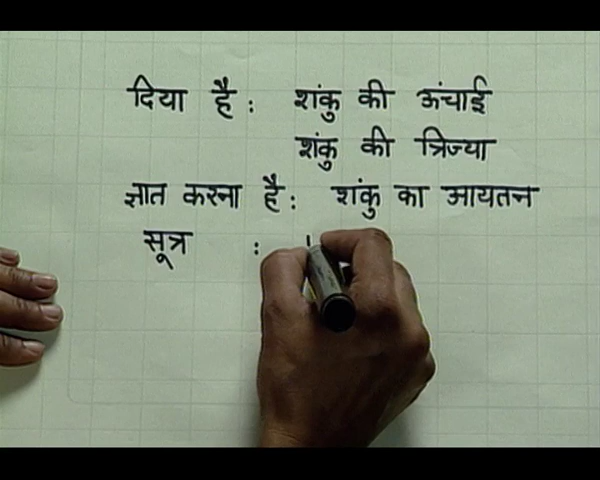 दिया है : शंकु की ऊंचाई
शंकु की त्रिज्या
ज्ञात करना है : शंकु का आयतन
सूत्र :